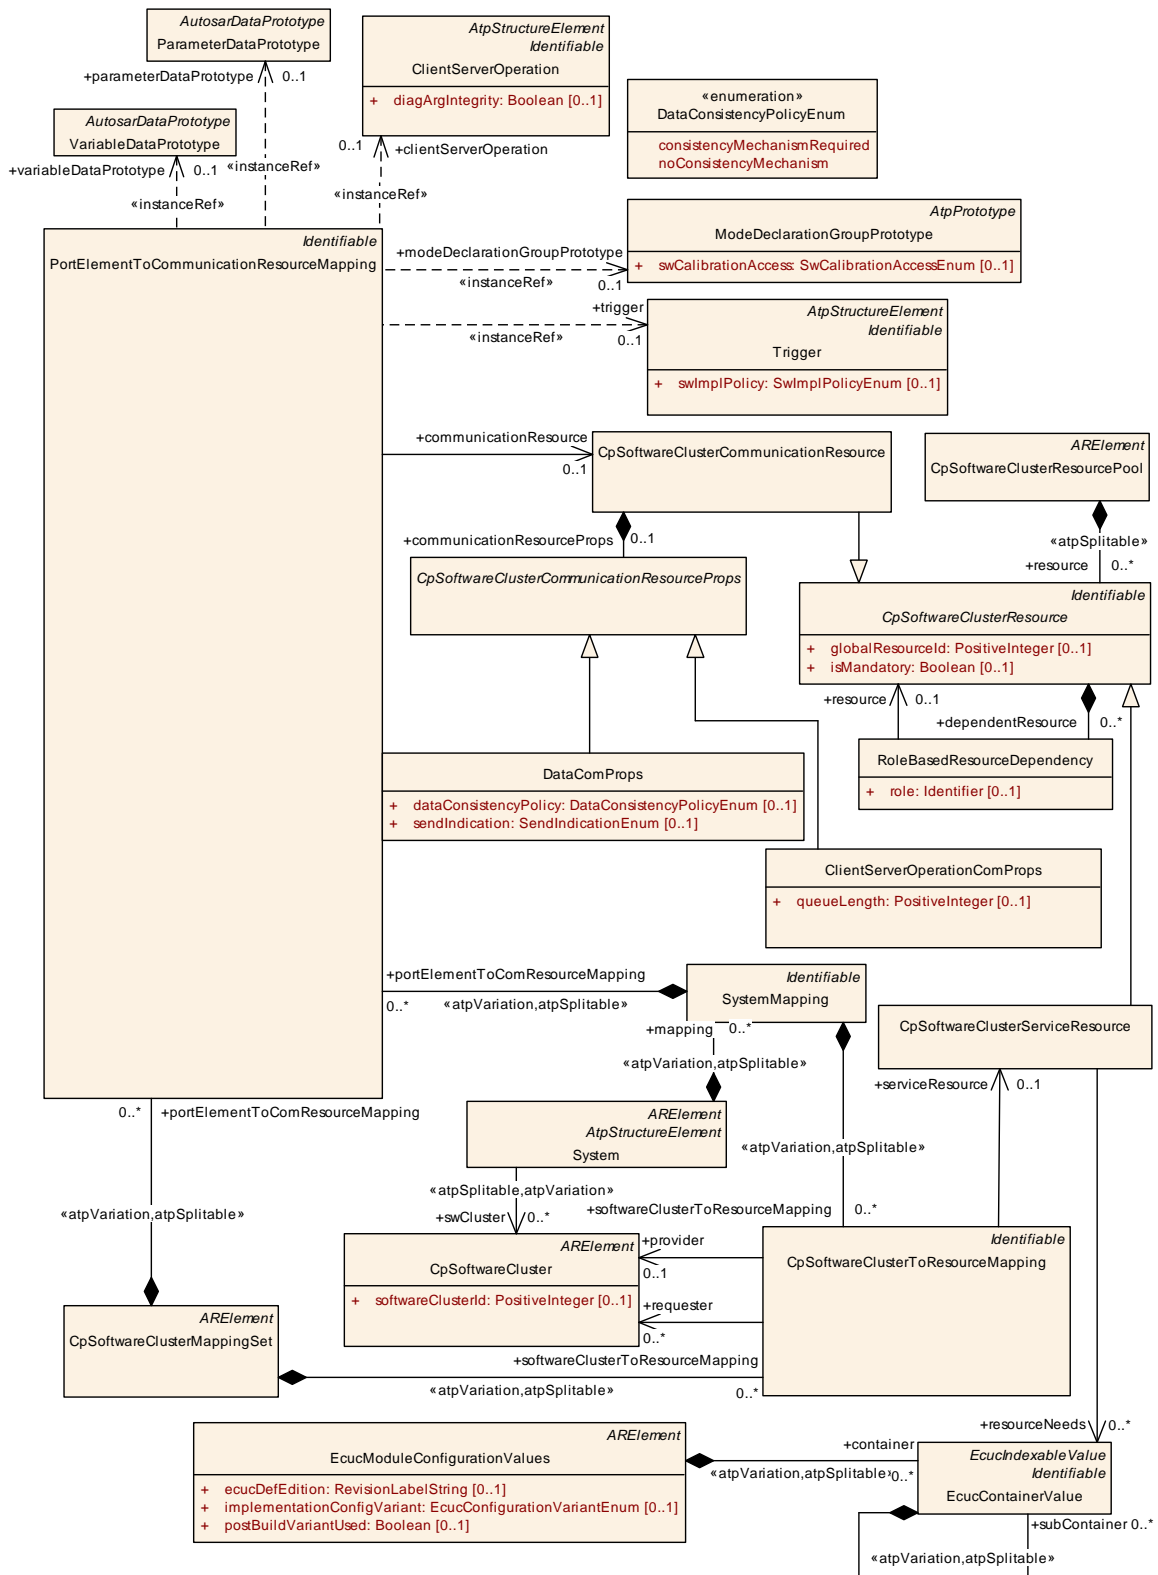 AutosarDataPrototype
ParameterDataPrototype
+parameterDataPrototype
0..1
AtpStructureElement
Identifiable
ClientServerOperation
+ diagArgIntegrity: Boolean [0..1]
«enumeration»
DataConsistencyPolicyEnum
consistencyMechanismRequired
noConsistencyMechanism
AutosarDataPrototype
VariableDataPrototype
+variableDataPrototype
0..1
«instanceRef»
«instanceRef»
0..1
+clientServerOperation
«instanceRef»
Identifiable
PortElementToCommunicationResourceMapping
+modeDeclarationGroupPrototype
«instanceRef»
0..1
AtpPrototype
ModeDeclarationGroupPrototype
+ swCalibrationAccess: SwCalibrationAccessEnum [0..1]
+trigger
«instanceRef»
0..1
AtpStructureElement
Identifiable
Trigger
+ swImplPolicy: SwImplPolicyEnum [0..1]
+communicationResource
0..1
CpSoftwareClusterCommunicationResource
ARElement
CpSoftwareClusterResourcePool
«atpSplitable»
+resource
0..*
+communicationResourceProps
0..1
CpSoftwareClusterCommunicationResourceProps
Identifiable
CpSoftwareClusterResource
+ globalResourceId: PositiveInteger [0..1]
+ isMandatory: Boolean [0..1]
+resource
0..1
+dependentResource
0..*
RoleBasedResourceDependency
+ role: Identifier [0..1]
DataComProps
+ dataConsistencyPolicy: DataConsistencyPolicyEnum [0..1]
+ sendIndication: SendIndicationEnum [0..1]
ClientServerOperationComProps
+ queueLength: PositiveInteger [0..1]
+portElementToComResourceMapping
0..*
«atpVariation,atpSplitable»
Identifiable
SystemMapping
+mapping
0..*
«atpVariation,atpSplitable»
CpSoftwareClusterServiceResource
+serviceResource
0..1
0..*
+portElementToComResourceMapping
ARElement
AtpStructureElement
System
«atpVariation,atpSplitable»
«atpSplitable,atpVariation»
+swCluster
0..*
+softwareClusterToResourceMapping
0..*
«atpVariation,atpSplitable»
ARElement
CpSoftwareCluster
+ softwareClusterId: PositiveInteger [0..1]
+provider
0..1
+requester
0..*
Identifiable
CpSoftwareClusterToResourceMapping
ARElement
CpSoftwareClusterMappingSet
+softwareClusterToResourceMapping
«atpVariation,atpSplitable»
0..*
ARElement
EcucModuleConfigurationValues
+ ecucDefEdition: RevisionLabelString [0..1]
+ implementationConfigVariant: EcucConfigurationVariantEnum [0..1]
+ postBuildVariantUsed: Boolean [0..1]
+container
«atpVariation,atpSplitable»
0..*
+resourceNeeds
0..*
EcucIndexableValue
Identifiable
EcucContainerValue
+subContainer 0..*
«atpVariation,atpSplitable»